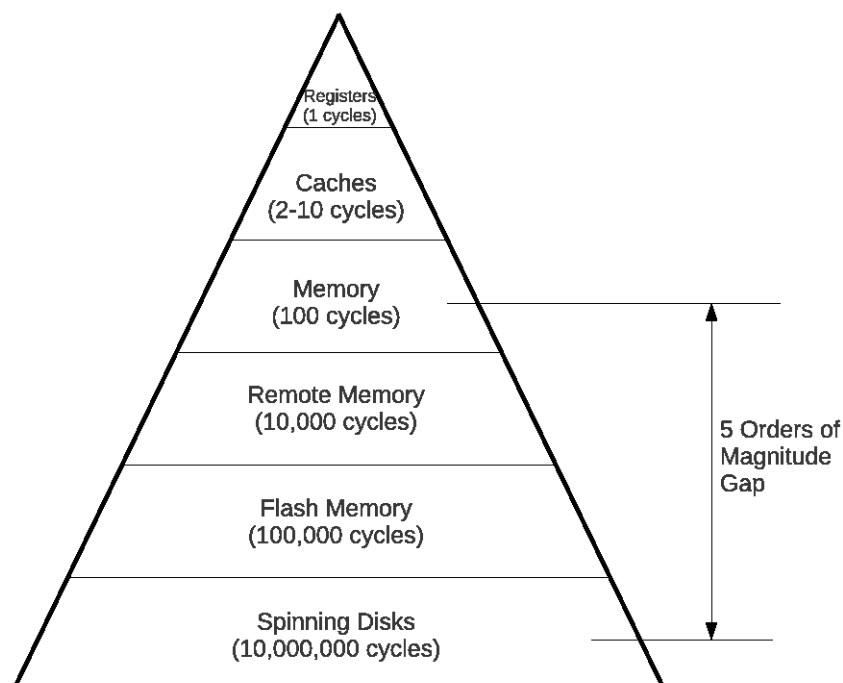 Registers
(1 cycles)
Caches
(2-10 cycles)
Memory
(100 cycles)
Remote Memory
(10,000 cycles)
5 Orders of
Magnitude
Gap
Flash Memory
(100,000 cycles)
Spinning Disks
(10,000,000 cycles)